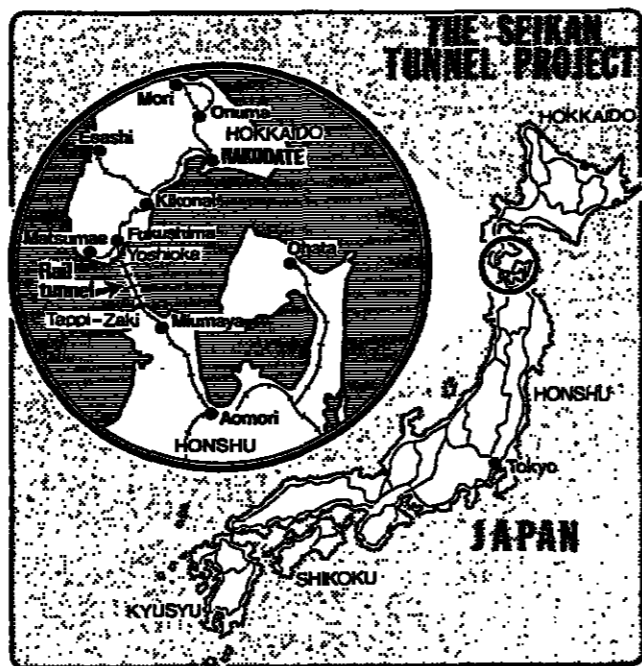 THE SEIKAN
TUNNEL PROJECT
Mori
Onuma
HOKKAIDO
Esashi
HAKODATE
Kikonai
Matsumae
Fukushima
Yoshioka
Rail
tunnel
Ohata
Tappi-Zaki
Miumaya
Aomori
HONSHU
HOKKAIDO
HONSHU
Tokyo
JAPAN
SHIKOKU
KYUSYU